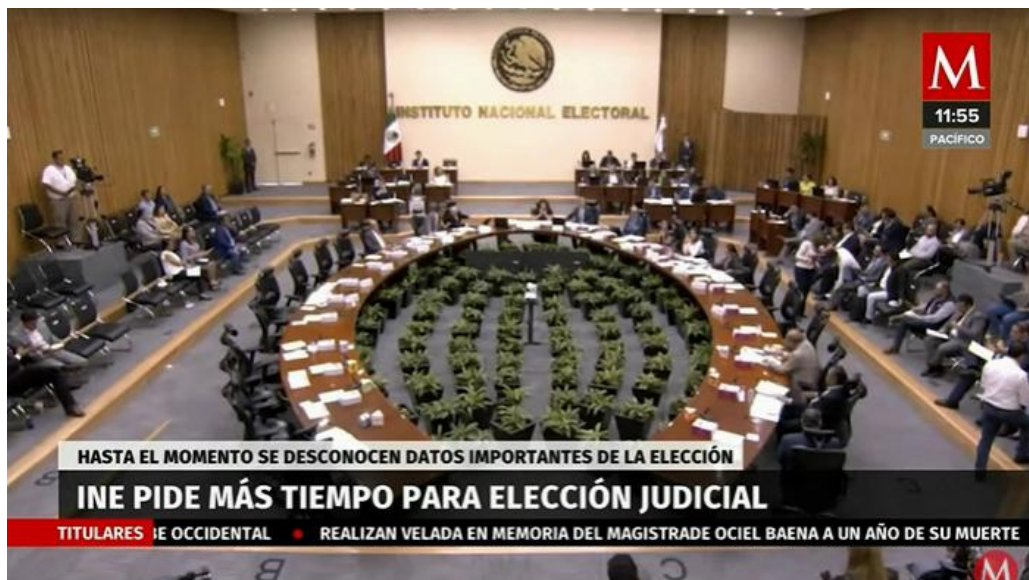 INSTITUTO NACIONAL ELECTORAL
M
11:55
PACÍFICO
HASTA EL MOMENTO SE DESCONOCEN DATOS IMPORTANTES DE LA ELECCIÓN
INE PIDE MÁS TIEMPO PARA ELECCIÓN JUDICIAL
TITULARES BE OCCIDENTAL • REALIZAN VELADA EN MEMORIA DEL MAGISTRADE OCIEL BAENA A UN AÑO DE SU MUERTE
M